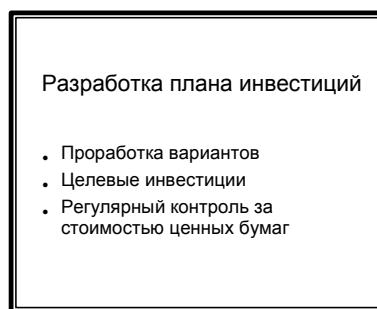 Разработка плана инвестиций
• Проработка вариантов
• Целевые инвестиции
• Регулярный контроль за
стоимостью ценных бумаг